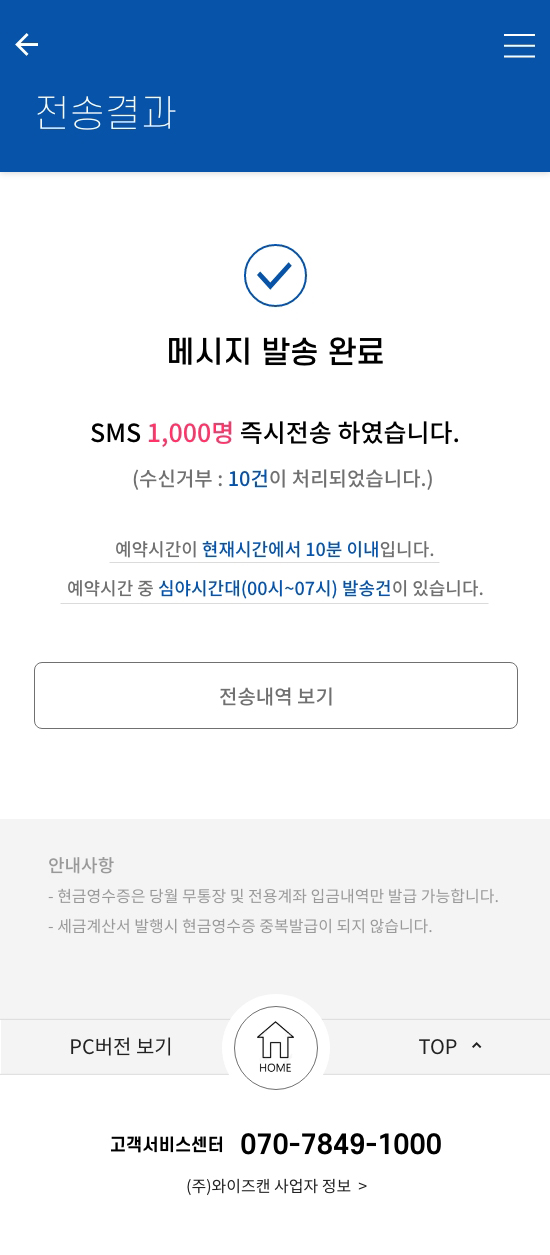 전송결과
메시지 발송 완료
SMS 1,000명 즉시전송 하였습니다.
(수신거부 : 10건이 처리되었습니다.)
예약시간이 현재시간에서 10분 이내입니다.
예약시간 중 심야시간대(00시~07시) 발송건이 있습니다.
전송내역 보기
안내사항
- 현금영수증은 당월 무통장 및 전용계좌 입금내역만 발급 가능합니다.
- 세금계산서 발행시 현금영수증 중복발급이 되지 않습니다.
PC버전 보기
HOME
TOP
고객서비스센터 070-7849-1000
(주)와이즈캔 사업자 정보 >